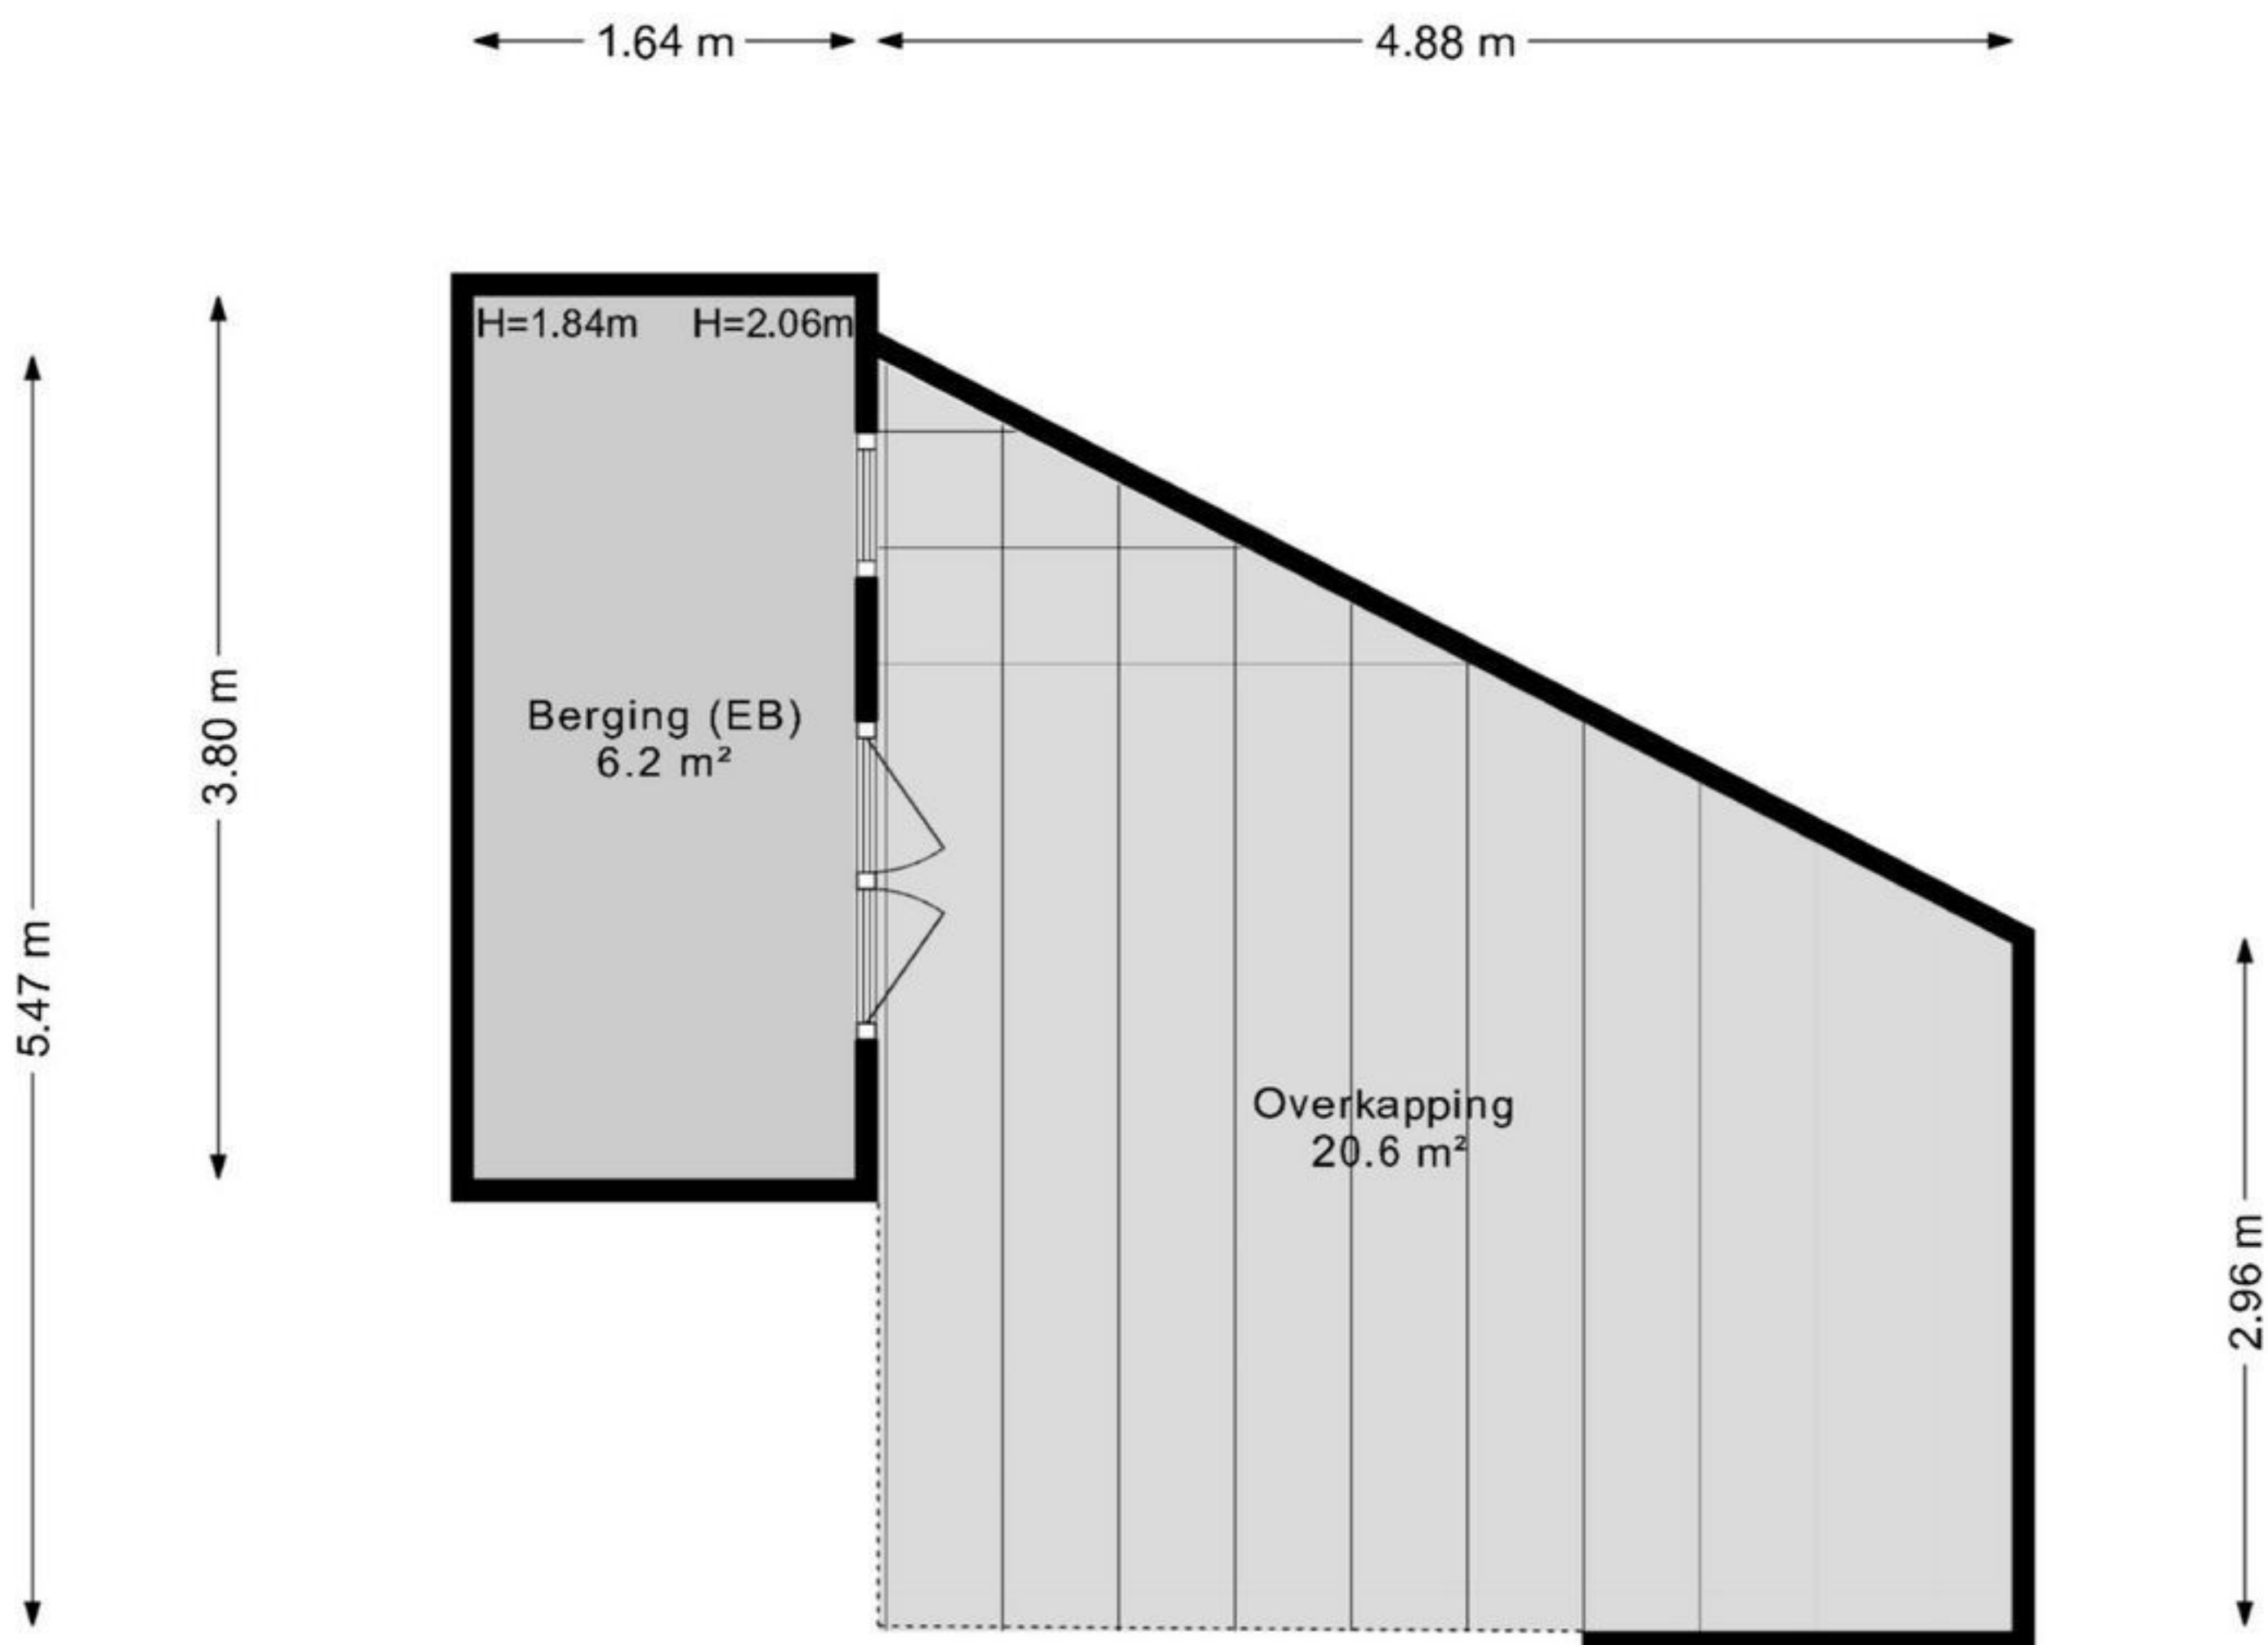 1.64 m
4.88 m
H=1.84m
H=2.06m
3.80 m
Berging (EB)
6.2 m²
5.47 m
Overkapping
20.6 m²
2.96 m